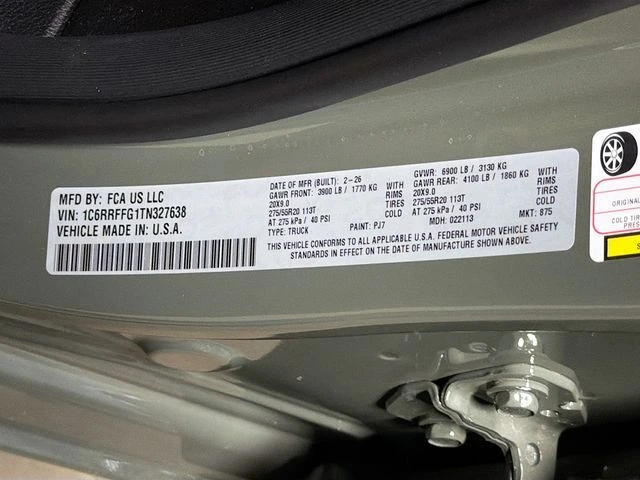 MFD BY: FCA US LLC
VIN: 1C6RRFFG1TN327638
VEHICLE MADE IN: U.S.A.
DATE OF MFR (BUILT): 2-26
GAWR FRONT: 3900 LB / 1770 KG WITH
20X9.0 RIMS
275/55R20 113T TIRES
AT 275 kPa / 40 PSI
TYPE: TRUCK PAINT: PJ7
GVWR: 6900 LB / 3130 KG
GAWR REAR: 4100 LB / 1860 KG WITH
20X9.0 RIMS
275/55R20 113T TIRES
AT 275 kPa / 40 PSI
MDH: 022113 MKT: 875
THIS VEHICLE CONFORMS TO ALL APPLICABLE U.S.A. FEDERAL MOTOR VEHICLE SAFETY
STANDARDS IN EFFECT ON THE DATE OF MANUFACTURE SHOWN ABOVE.
ORIGINAL
COLD TIR
PRES